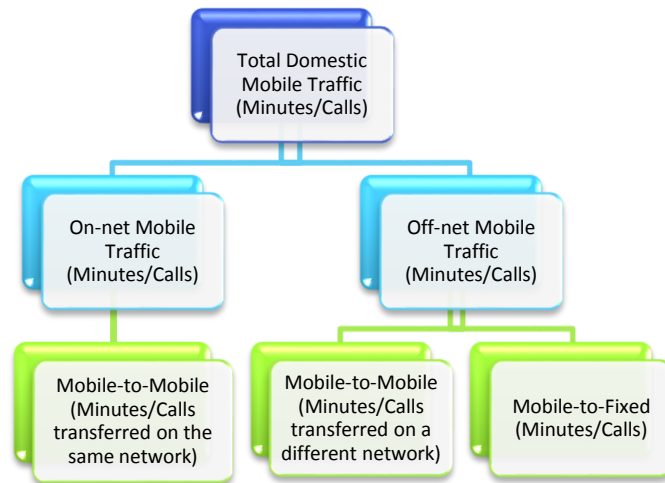 Total Domestic
Mobile Traffic
(Minutes/Calls)
On-net Mobile
Traffic
(Minutes/Calls)
Off-net Mobile
Traffic
(Minutes/Calls)
Mobile-to-Mobile
(Minutes/Calls
transferred on the
same network)
Mobile-to-Mobile
(Minutes/Calls
transferred on a
different network)
Mobile-to-Fixed
(Minutes/Calls)